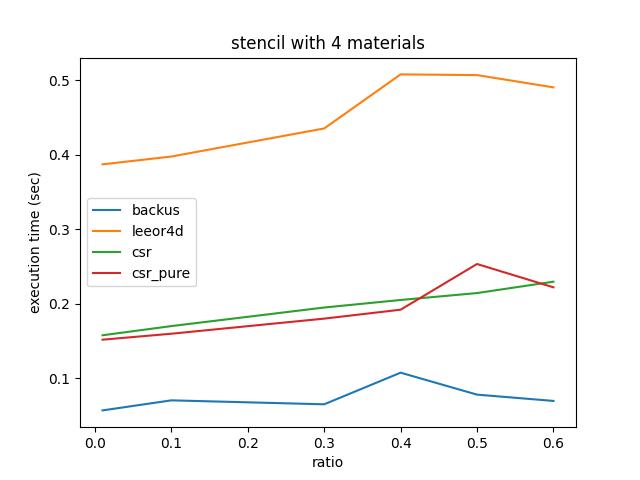 stencil with 4 materials
execution time (sec)
0.5
0.4
0.3
0.2
0.1
backus
leeor4d
csr
csr_pure
0.0 0.1 0.2 0.3 0.4 0.5 0.6
ratio